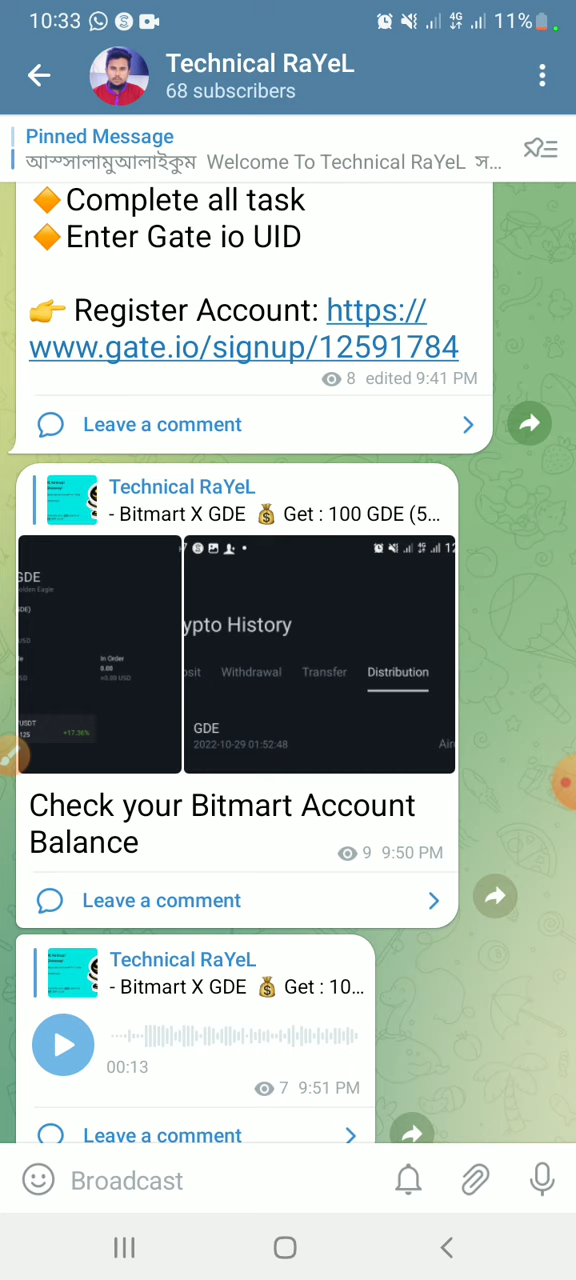 10:33
4G
11%
Technical RaYeL
68 subscribers
Pinned Message
আস্সালামুআলাইকুম Welcome To Technical RaYeL স...
🔶Complete all task
🔶Enter Gate io UID
👉 Register Account: https://
www.gate.io/signup/12591784
8 edited 9:41 PM
Leave a comment
Technical RaYeL
- Bitmart X GDE 💰 Get : 100 GDE (5...
GDE
In Order
0.00
USDT
125 +17.36%
ypto History
osit Withdrawal Transfer Distribution
GDE
2022-10-29 01:52:48
Air
Check your Bitmart Account
Balance
9 9:50 PM
Leave a comment
Technical RaYeL
- Bitmart X GDE 💰 Get : 10...
00:13
7 9:51 PM
Leave a comment
Broadcast